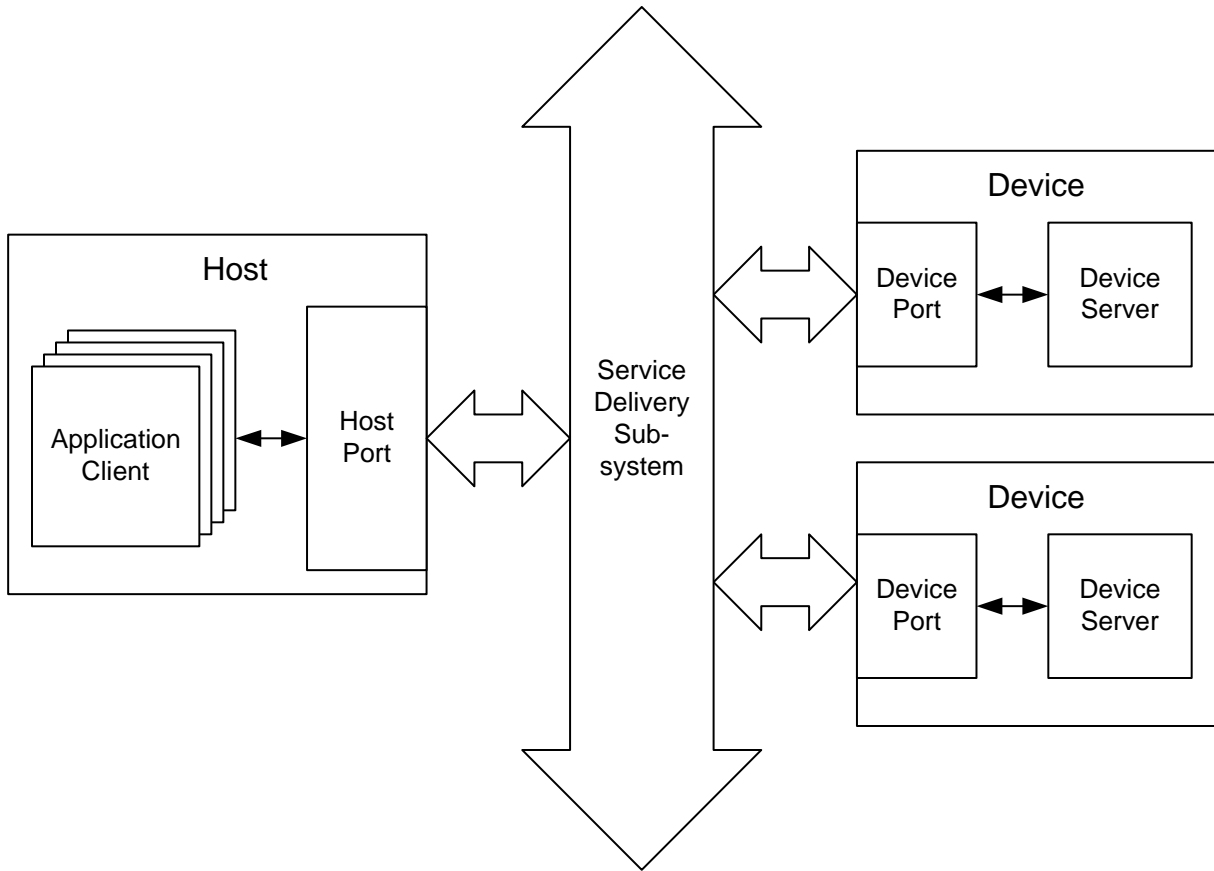 Host
Application
Client
Host
Port
Service
Delivery
Sub-
system
Device
Device
Port
Device
Server
Device
Device
Port
Device
Server